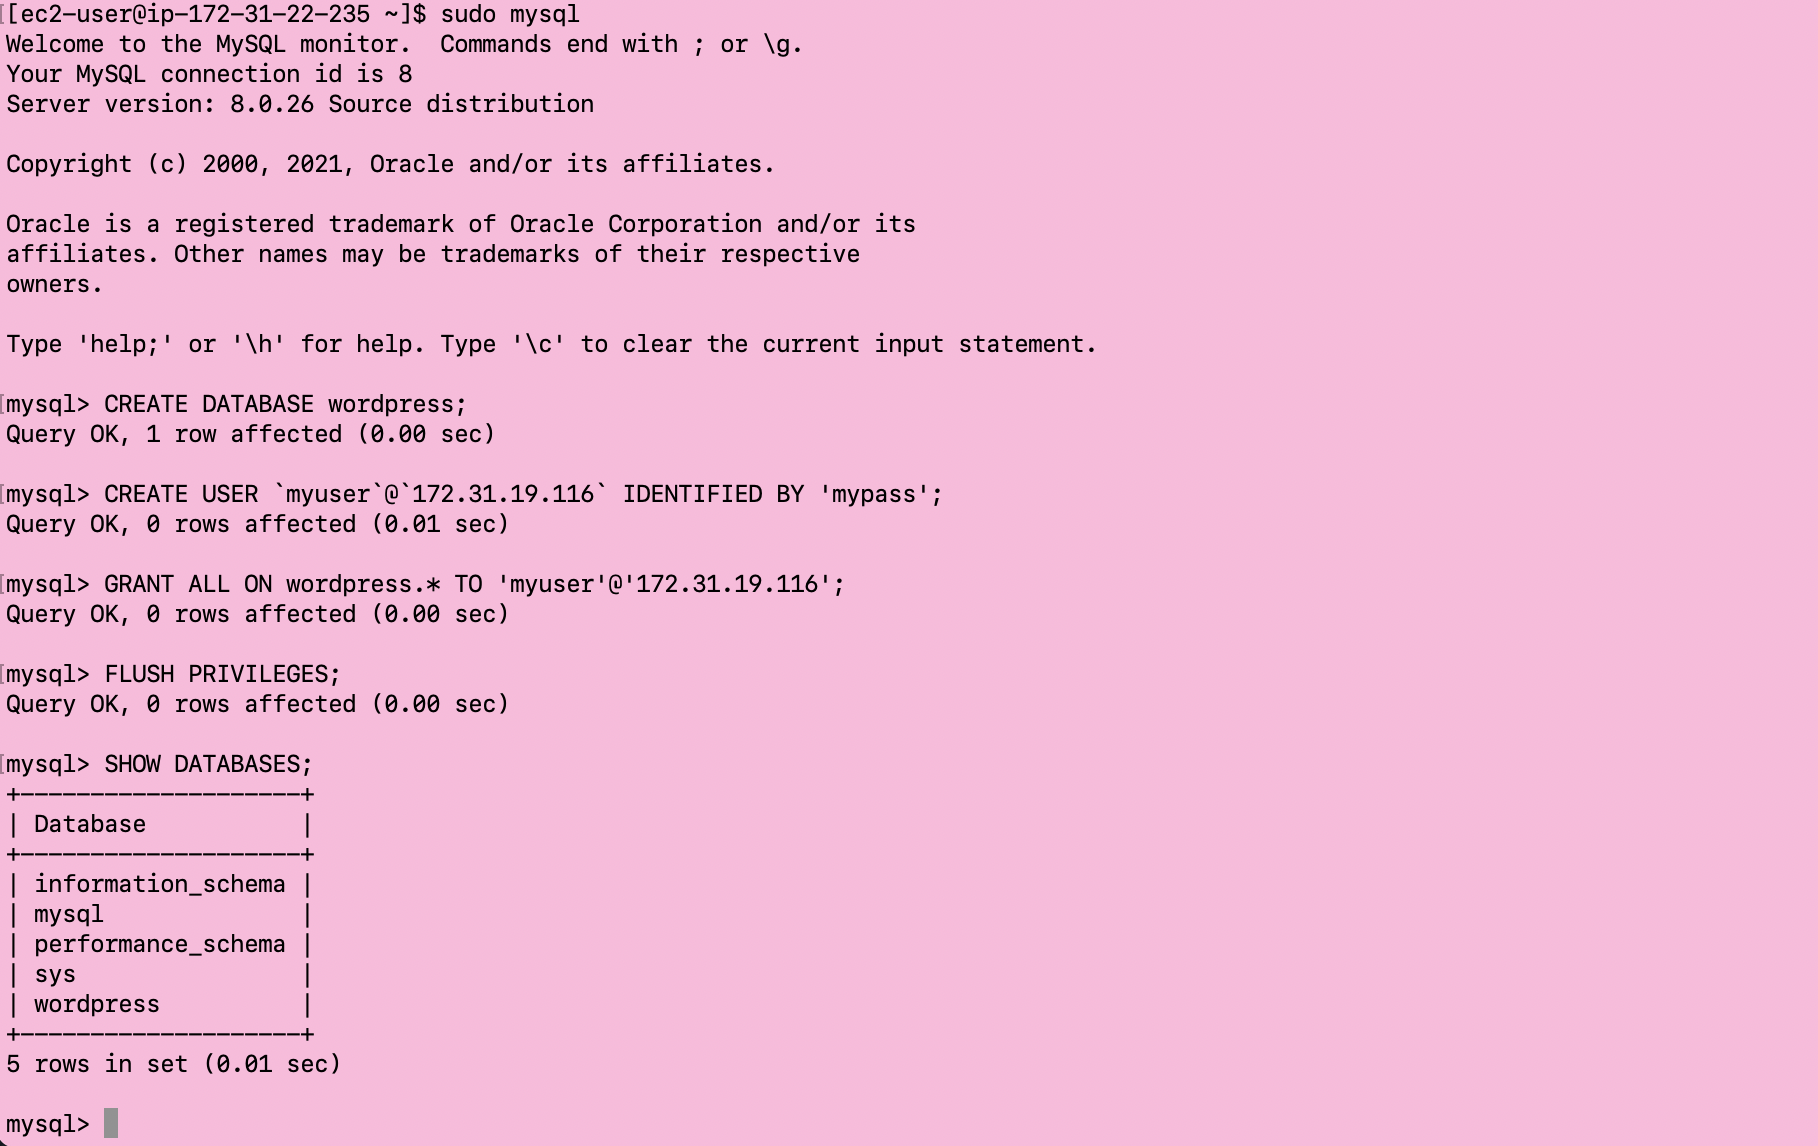 [ec2-user@ip-172-31-22-235 ~]$ sudo mysql
Welcome to the MySQL monitor.  Commands end with ; or \g.
Your MySQL connection id is 8
Server version: 8.0.26 Source distribution

Copyright (c) 2000, 2021, Oracle and/or its affiliates.

Oracle is a registered trademark of Oracle Corporation and/or its
affiliates. Other names may be trademarks of their respective
owners.

Type 'help;' or '\h' for help. Type '\c' to clear the current input statement.

mysql> CREATE DATABASE wordpress;
Query OK, 1 row affected (0.00 sec)

mysql> CREATE USER `myuser`@`172.31.19.116` IDENTIFIED BY 'mypass';
Query OK, 0 rows affected (0.01 sec)

mysql> GRANT ALL ON wordpress.* TO 'myuser'@'172.31.19.116';
Query OK, 0 rows affected (0.00 sec)

mysql> FLUSH PRIVILEGES;
Query OK, 0 rows affected (0.00 sec)

mysql> SHOW DATABASES;
+--------------------+
| Database           |
+--------------------+
| information_schema |
| mysql              |
| performance_schema |
| sys                |
| wordpress          |
+--------------------+
5 rows in set (0.01 sec)

mysql>